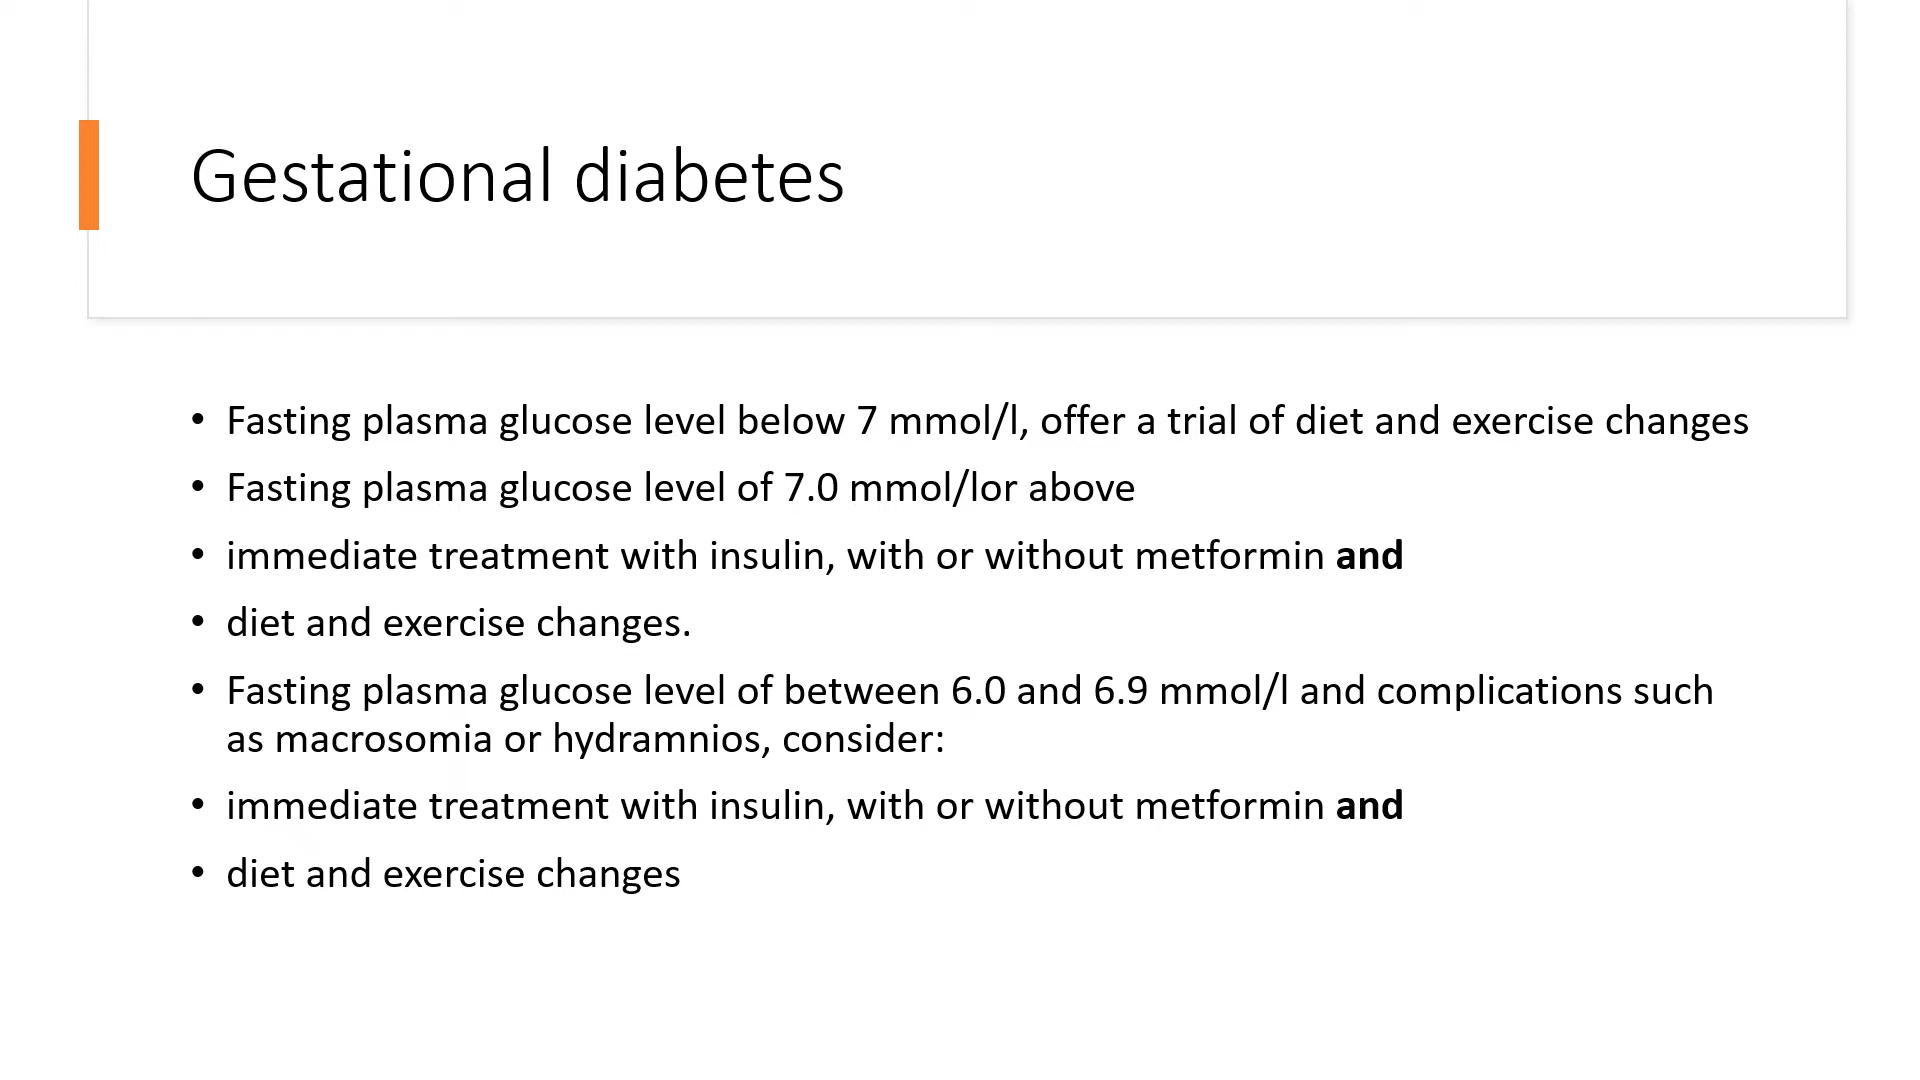 Gestational diabetes
• Fasting plasma glucose level below 7 mmol/l, offer a trial of diet and exercise changes
• Fasting plasma glucose level of 7.0 mmol/lor above
• immediate treatment with insulin, with or without metformin and
• diet and exercise changes.
• Fasting plasma glucose level of between 6.0 and 6.9 mmol/l and complications such
as macrosomia or hydramnios, consider:
• immediate treatment with insulin, with or without metformin and
• diet and exercise changes